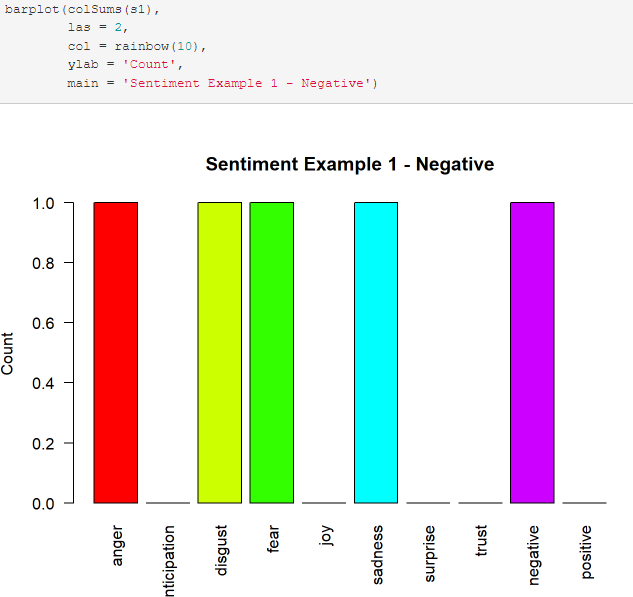 barplot(colSums(s1),
las = 2,
col = rainbow(10),
ylab = 'Count',
main = 'Sentiment Example 1 - Negative')
Sentiment Example 1 - Negative
Count
1.0
0.8
0.6
0.4
0.2
0.0
anger
nticipation
disgust
fear
joy
sadness
surprise
trust
negative
positive